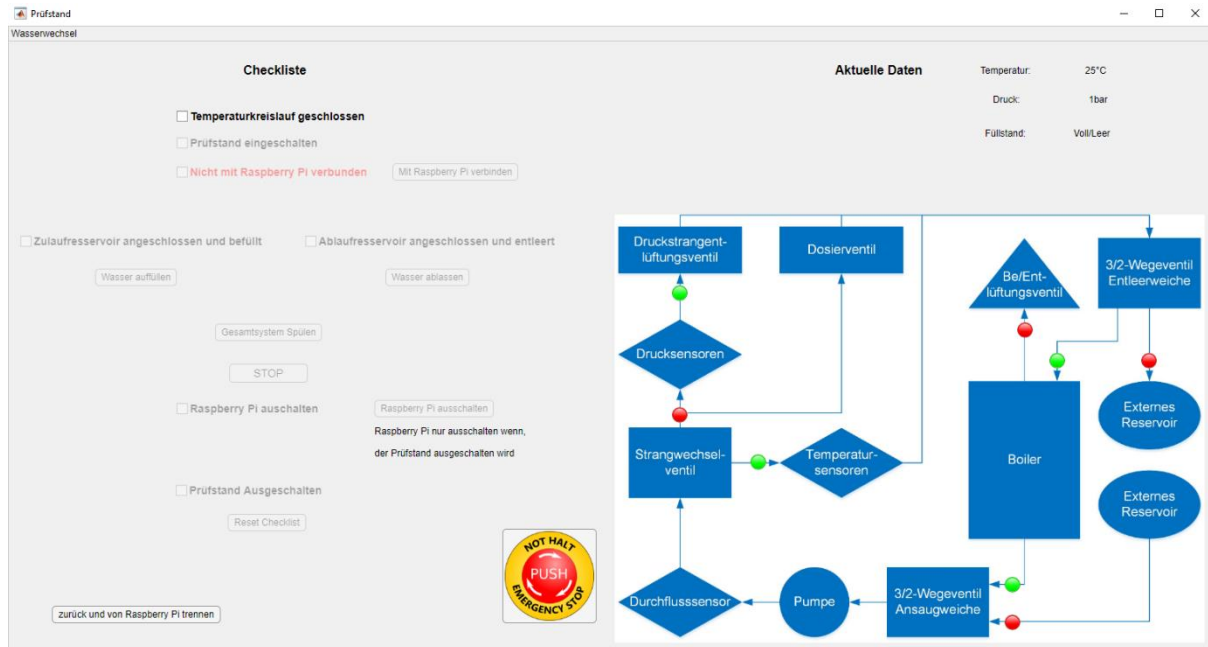 Prüfstand
Wasserwechsel
Checkliste
Temperaturkreislauf geschlossen
Prüfstand eingeschalten
Nicht mit Raspberry Pi verbunden
Mit Raspberry Pi verbinden
Zulaufresservoir angeschlossen und befüllt
Ablaufresservoir angeschlossen und entleert
Wasser auffüllen
Wasser ablassen
Gesamtsystem Spülen
STOP
Raspberry Pi auschalten
Raspberry Pi ausschalten
Raspberry Pi nur ausschalten wenn,
der Prüfstand ausgeschalten wird
Prüfstand Ausgeschalten
Reset Checklist
NOT HALT
PUSH
EMERGENCY STOP
zurück und von Raspberry Pi trennen
Aktuelle Daten
Temperatur:
25°C
Druck:
1bar
Füllstand:
Voll/Leer
Druckstrangent-
lüftungsventil
Dosierventil
Be/Ent-
lüftungsventil
3/2-Wegeventil
Entleerweiche
Drucksensoren
Externes
Reservoir
Strangwechsel-
ventil
Temperatur-
sensoren
Boiler
Externes
Reservoir
Durchflusssensor
Pumpe
3/2-Wegeventil
Ansaugweiche